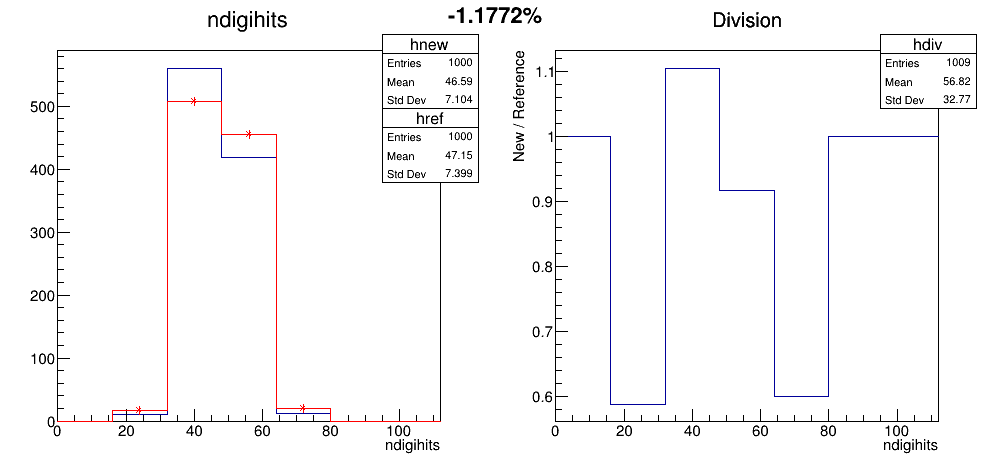 -1.1772%
ndigihits
hnew
Entries 1000
Mean 46.59
Std Dev 7.104
href
Entries 1000
Mean 47.15
Std Dev 7.399
500
400
300
200
100
0
0 20 40 60 80 100
ndigihits
Division
hdiv
Entries 1009
Mean 56.82
Std Dev 32.77
New / Reference
1.1
1
0.9
0.8
0.7
0.6
0 20 40 60 80 100
ndigihits